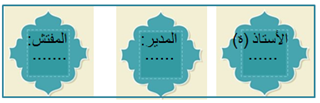 الأستاذ (ة)
......
المدير:
......
المفتش:
.......